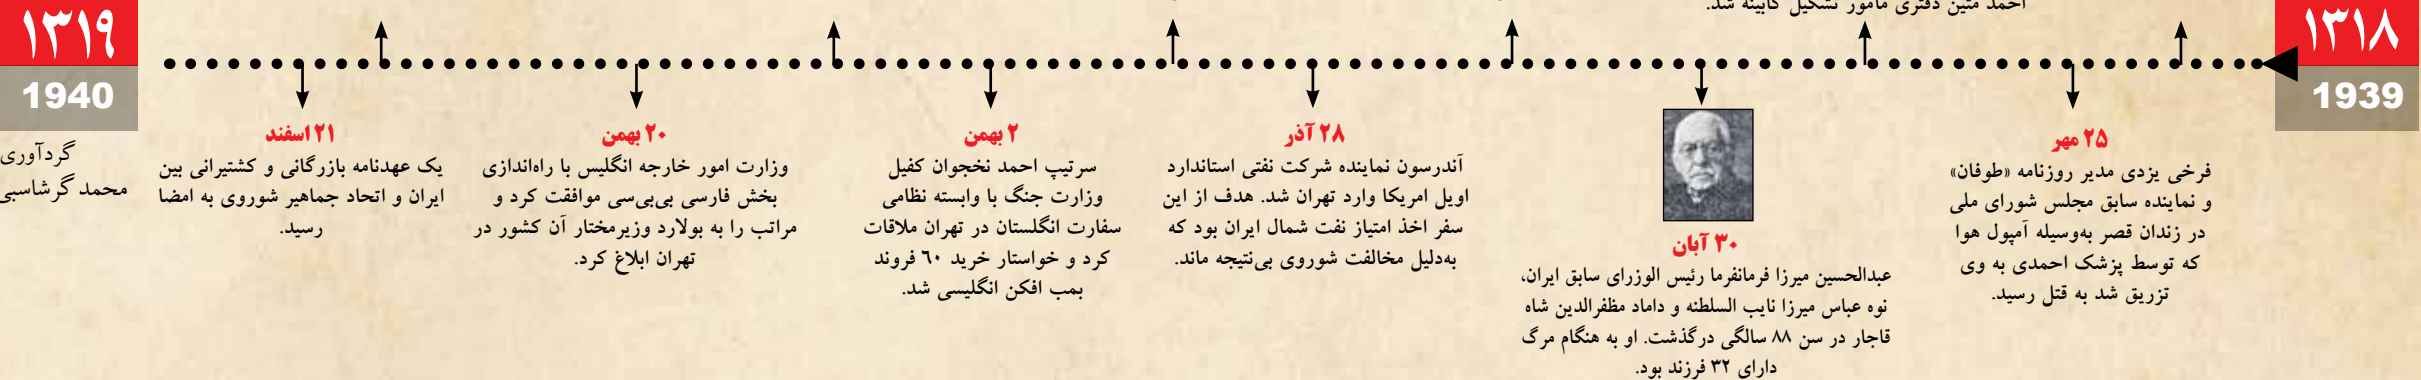 احمد متین دفتری مأمور تشکیل کابینه شد.
۱۳۱۸
1939
۲۵ مهر
فرخی یزدی مدیر روزنامه «طوفان»
و نماینده سابق مجلس شورای ملی
در زندان قصر به‌وسیله آمپول هوا
که توسط پزشک احمدی به وی
تزریق شد به قتل رسید.
۳۰ آبان
عبدالحسین میرزا فرمانفرما رئیس الوزرای سابق ایران،
نوه عباس میرزا نایب السلطنه و داماد مظفرالدین شاه
قاجار در سن ۸۸ سالگی درگذشت. او به هنگام مرگ
دارای ۳۲ فرزند بود.
۲۸ آذر
آندرسون نماینده شرکت نفتی استاندارد
اویل امریکا وارد تهران شد. هدف از این
سفر اخذ امتیاز نفت شمال ایران بود که
به‌دلیل مخالفت شوروی بی‌نتیجه ماند.
۲ بهمن
سرتیپ احمد نخجوان کفیل
وزارت جنگ با وابسته نظامی
سفارت انگلستان در تهران ملاقات
کرد و خواستار خرید ۶۰ فروند
بمب افکن انگلیسی شد.
۲۰ بهمن
وزارت امور خارجه انگلیس با راه‌اندازی
بخش فارسی بی‌بی‌سی موافقت کرد و
مراتب را به بولارد وزیرمختار آن کشور در
تهران ابلاغ کرد.
۲۱ اسفند
یک عهدنامه بازرگانی و کشتیرانی بین
ایران و اتحاد جماهیر شوروی به امضا
رسید.
۱۳۱۹
1940
گردآوری
محمد گرشاسبی